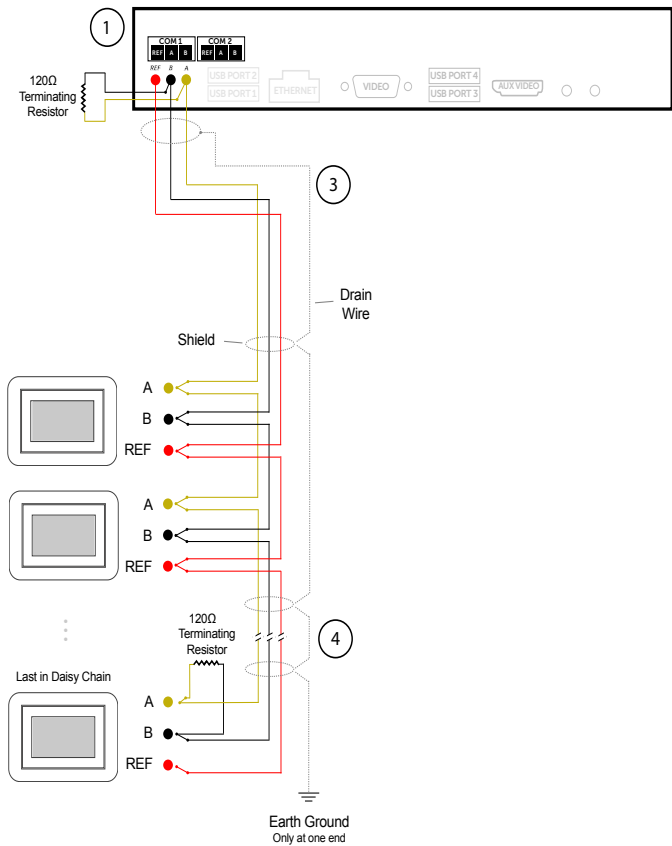 1
COM 1
COM 2
REF A B
REF A B
REF B A
USB PORT 2
USB PORT 1
ETHERNET
VIDEO
USB PORT 4
USB PORT 3
AUX VIDEO
120Ω
Terminating
Resistor
3
Drain
Wire
Shield
A
B
REF
A
B
REF
120Ω
Terminating
Resistor
4
Last in Daisy Chain
A
B
REF
Earth Ground
Only at one end